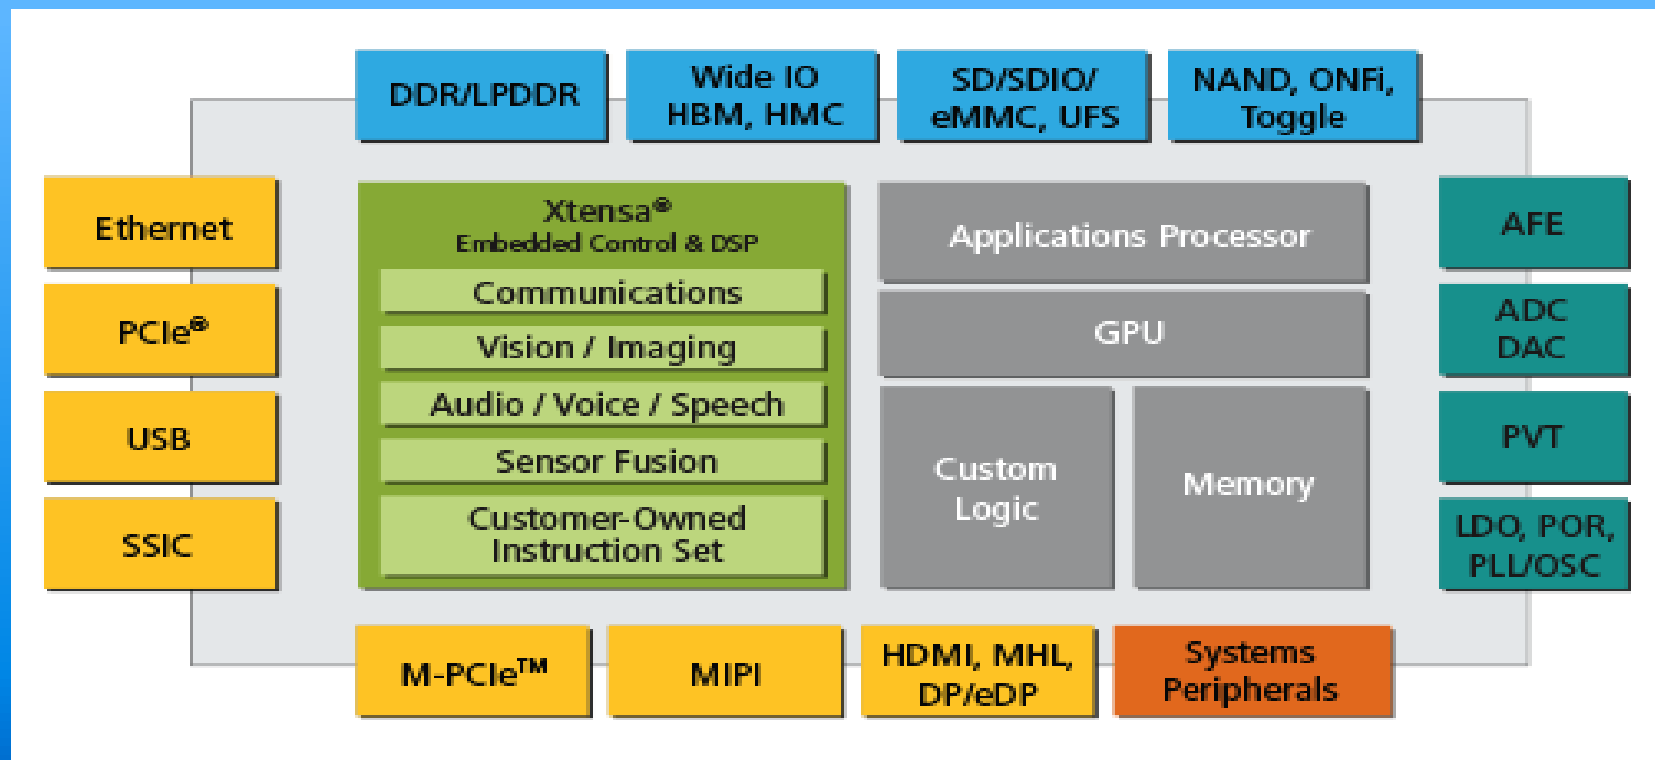 DDR/LPDDR
Wide IO
HBM, HMC
SD/SDIO/
eMMC, UFS
NAND, ONFi,
Toggle
Ethernet
PCIe®
USB
SSIC
Xtensa®
Embedded Control & DSP
Communications
Vision / Imaging
Audio / Voice / Speech
Sensor Fusion
Customer-Owned
Instruction Set
Applications Processor
GPU
Custom
Logic
Memory
AFE
ADC
DAC
PVT
LDO, POR,
PLL/OSC
M-PCIe™
MIPI
HDMI, MHL,
DP/eDP
Systems
Peripherals